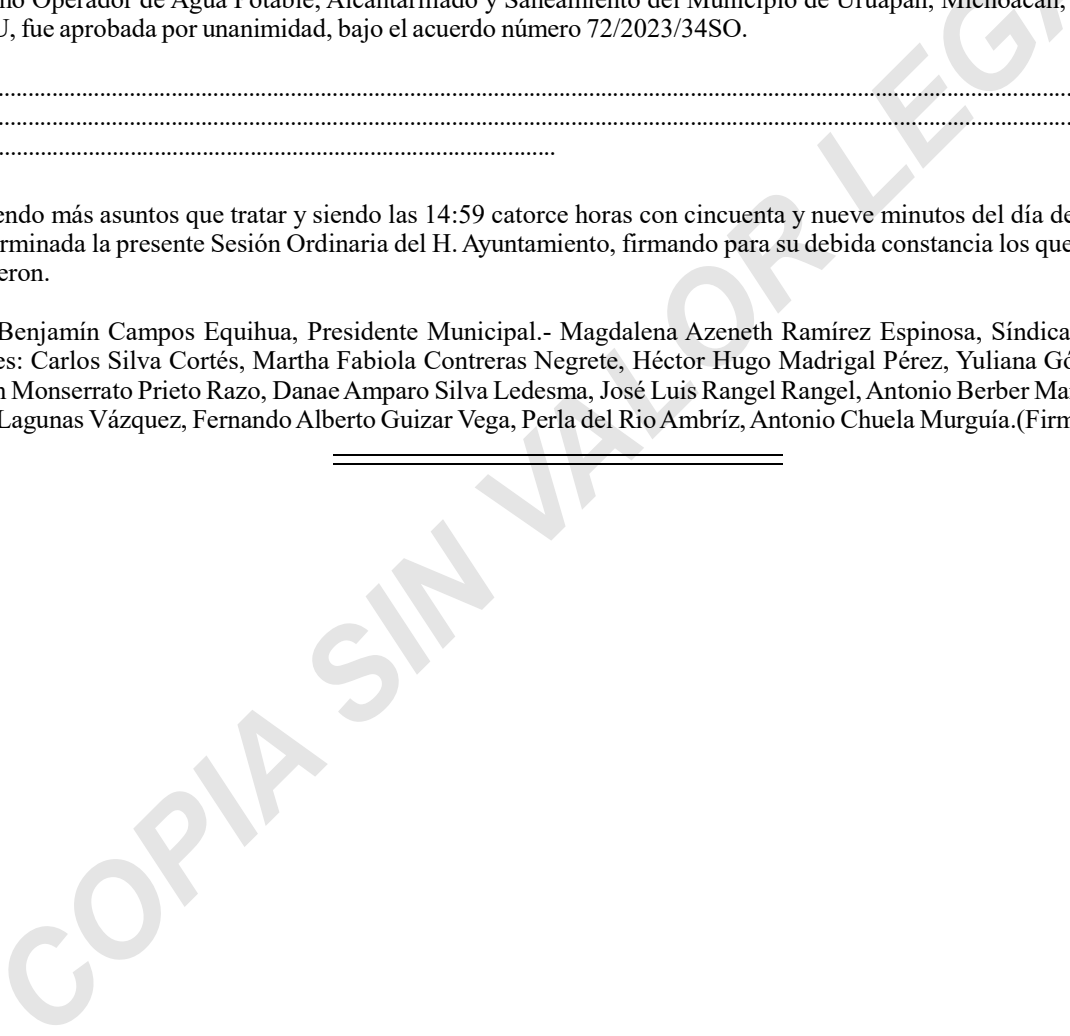 no Operador de Agua Potable, Alcantarillado y Saneamiento del Municipio de Uruapan, Michoacán,
U, fue aprobada por unanimidad, bajo el acuerdo número 72/2023/34SO.
endo más asuntos que tratar y siendo las 14:59 catorce horas con cincuenta y nueve minutos del día de
rminada la presente Sesión Ordinaria del H. Ayuntamiento, firmando para su debida constancia los que
eron.
Benjamín Campos Equihua, Presidente Municipal.- Magdalena Azeneth Ramírez Espinosa, Síndica
es: Carlos Silva Cortés, Martha Fabiola Contreras Negrete, Héctor Hugo Madrigal Pérez, Yuliana Gó
n Monserrato Prieto Razo, Danae Amparo Silva Ledesma, José Luis Rangel Rangel, Antonio Berber Mar
Lagunas Vázquez, Fernando Alberto Guizar Vega, Perla del Rio Ambríz, Antonio Chuela Murguía.(Firm
COPIA SIN VALOR LEGA